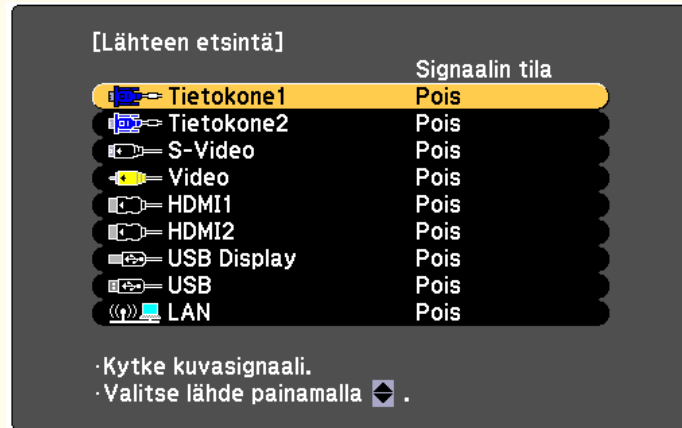 [Lähteen etsintä]
Signaalin tila
Tietokone1 Pois
Tietokone2 Pois
S-Video Pois
Video Pois
HDMI1 Pois
HDMI2 Pois
USB Display Pois
USB Pois
LAN Pois
·Kytke kuvasignaali.
·Valitse lähde painamalla .